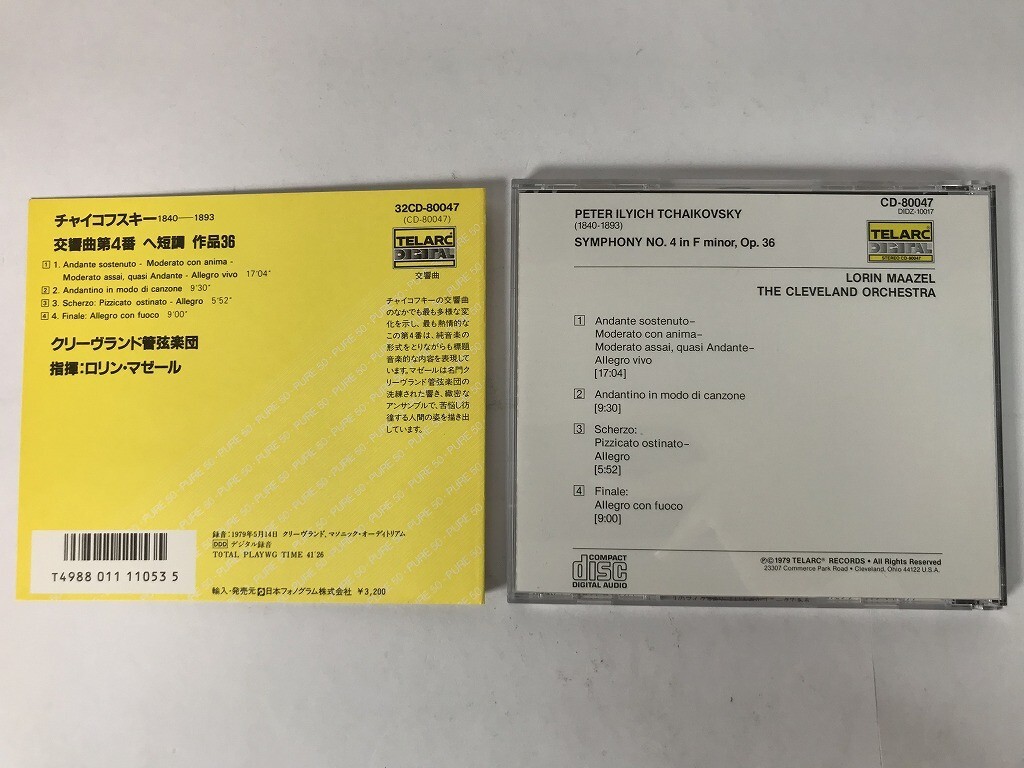 チャイコフスキー1840―1893
交響曲第4番 ヘ短調 作品36
1 1. Andante sostenuto - Moderato con anima -
Moderato assai, quasi Andante - Allegro vivo 17'04"
2 2. Andantino in modo di canzone 9'30"
3 3. Scherzo: Pizzicato ostinato - Allegro 5'52"
4 4. Finale: Allegro con fuoco 9'00"
クリーヴランド管弦楽団
指揮:ロリン・マゼール
32CD-80047
(CD-80047)
TELARC
DIGITAL
交響曲
チャイコフキーの交響曲
のなかでも最も多様な変
化を示し、最も熱情的な
この第4番は、純音楽の
形式をとりながらも標題
音楽的な内容を表現して
います。マゼールは名門ク
リーヴランド管弦楽団の
洗練された響き、緻密な
アンサンブルで、苦悩し彷
徨する人間の姿を描き出
しています。
PURE 50 PURE 50 PURE 50
T4988 011 11053 5
録音:1979年5月14日 クリーヴランド、マソニック・オーディトリアム
DDD デジタル録音
TOTAL PLAYWG TIME 41'26
輸入・発売元 日本フォノグラム株式会社 ¥3,200
PETER ILYICH TCHAIKOVSKY
(1840-1893)
SYMPHONY NO. 4 in F minor, Op. 36
CD-80047
DIDZ-10017
TELARC
DIGITAL
STEREO CD-80047
LORIN MAAZEL
THE CLEVELAND ORCHESTRA
1 Andante sostenuto–
Moderato con anima–
Moderato assai, quasi Andante–
Allegro vivo
[17:04]
2 Andantino in modo di canzone
[9:30]
3 Scherzo:
Pizzicato ostinato–
Allegro
[5:52]
4 Finale:
Allegro con fuoco
[9:00]
COMPACT
disc
DIGITAL AUDIO
℗©1979 TELARC® RECORDS • All Rights Reserved
23307 Commerce Park Road • Cleveland, Ohio 44122 U.S.A.